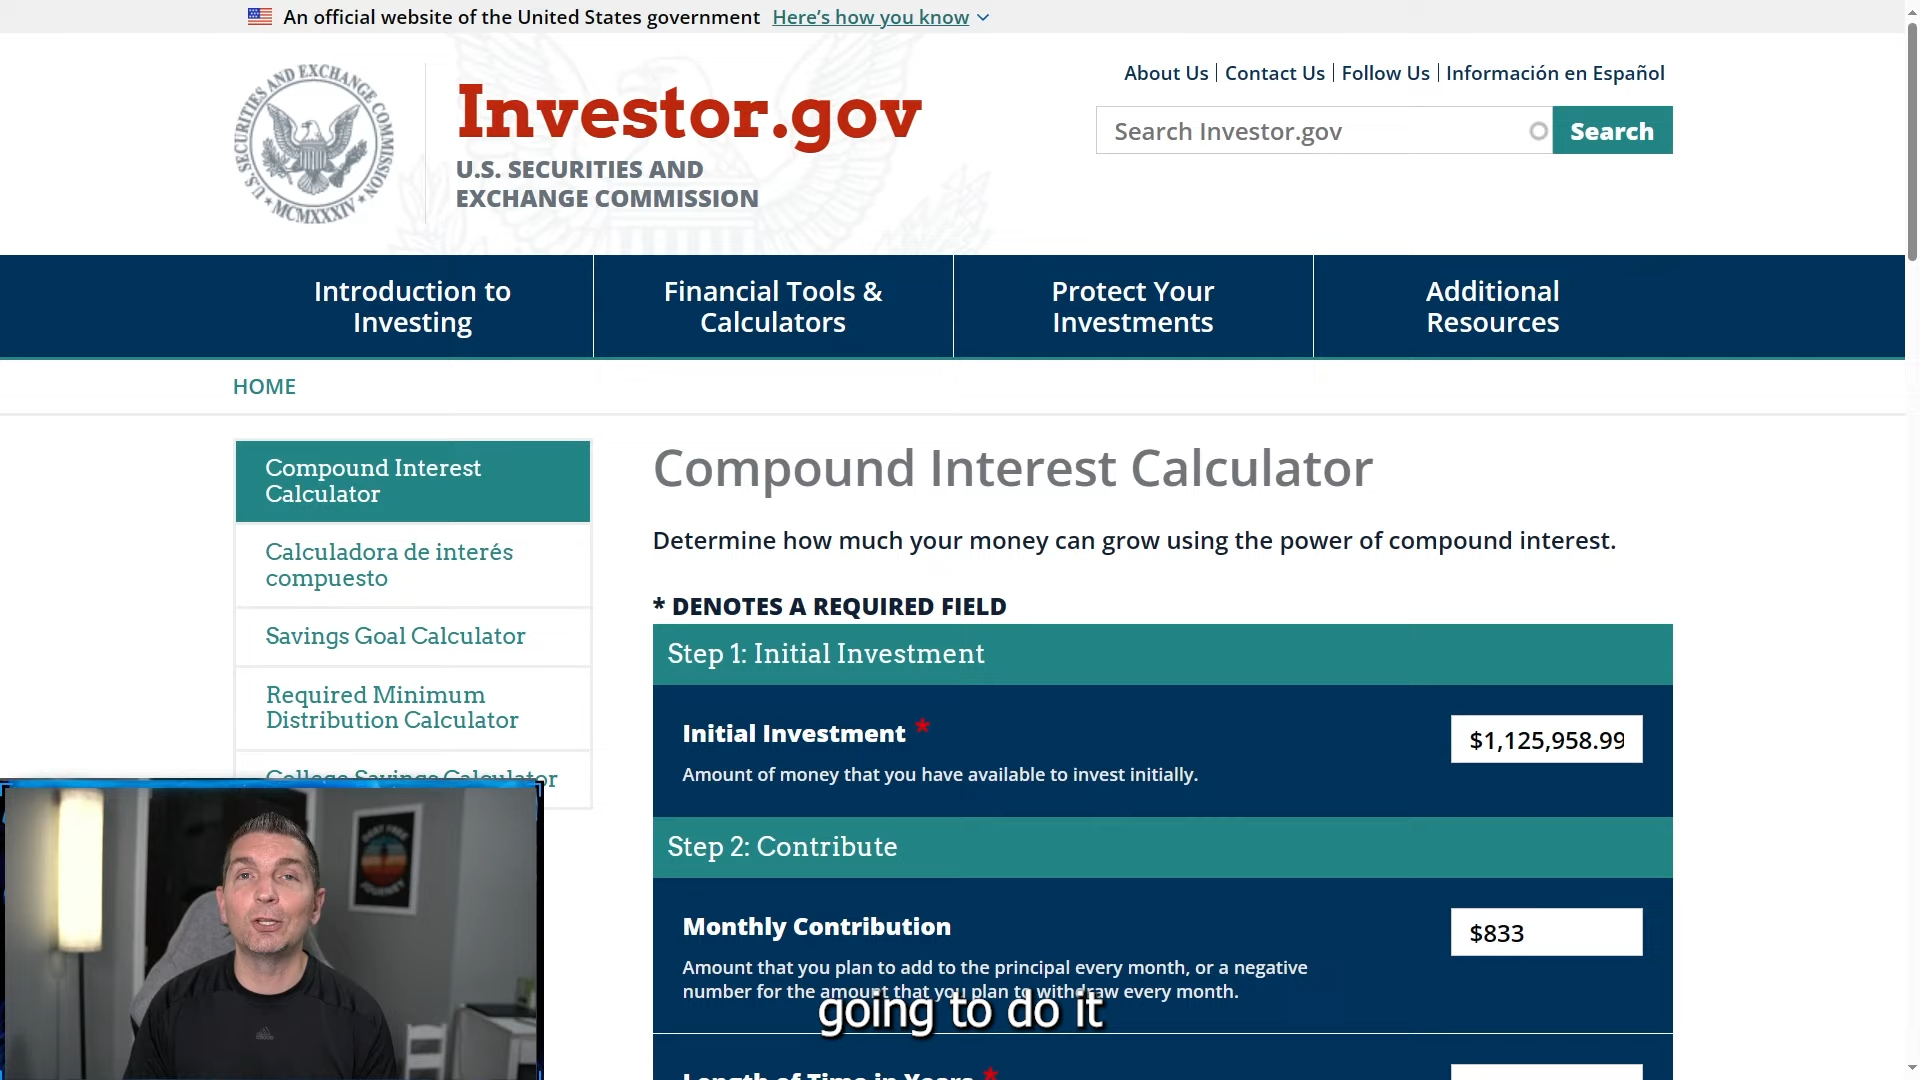 An official website of the United States government Here's how you know
U.S. SECURITIES AND EXCHANGE COMMISSION
MCMXXXIV
Investor.gov
U.S. SECURITIES AND
EXCHANGE COMMISSION
About Us | Contact Us | Follow Us | Información en Español
Search Investor.gov
Search
Introduction to
Investing
Financial Tools &
Calculators
Protect Your
Investments
Additional
Resources
HOME
Compound Interest
Calculator
Calculadora de interés
compuesto
Savings Goal Calculator
Required Minimum
Distribution Calculator
College Savings Calculator
Compound Interest Calculator
Determine how much your money can grow using the power of compound interest.
* DENOTES A REQUIRED FIELD
Step 1: Initial Investment
Initial Investment *
$1,125,958.99
Amount of money that you have available to invest initially.
Step 2: Contribute
Monthly Contribution
$833
Amount that you plan to add to the principal every month, or a negative
number for the amount that you plan to withdraw every month.
going to do it
Length of Time in Years *
DEBT FREE
JOURNEY